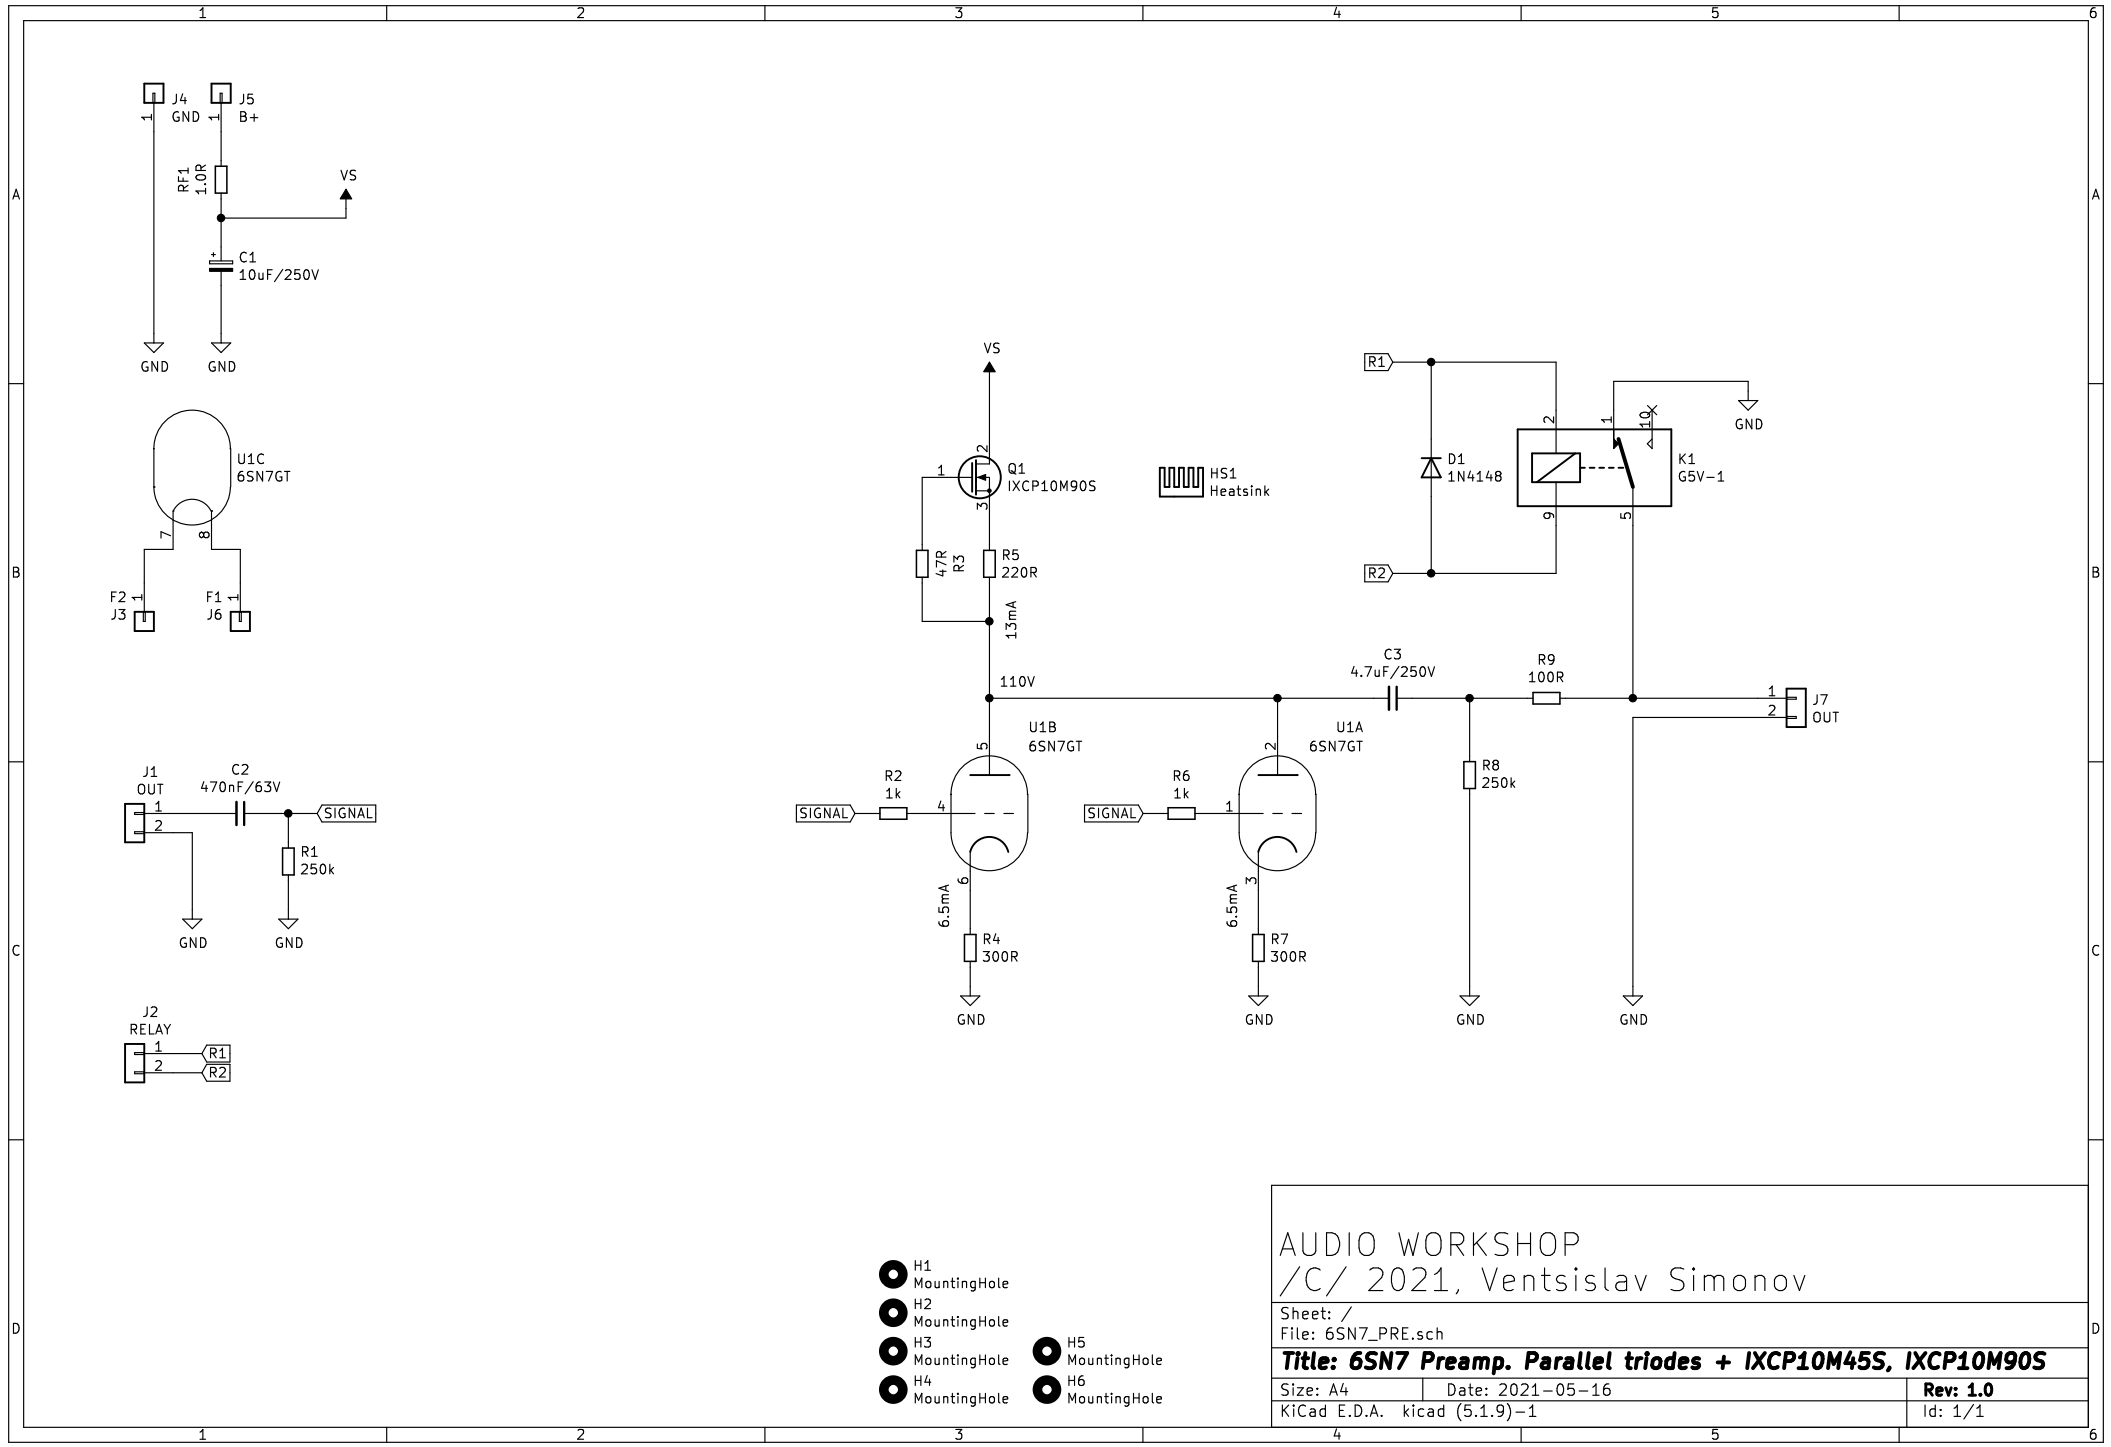 1 2 3 4 5 6
A
B
C
D
A
B
C
D
1 2 3 4 5 6
J4
GND
1
J5
B+
1
RF1
1.0R
VS
C1
+
10uF/250V
GND
GND
U1C
6SN7GT
7
8
F2
J3
1
F1
J6
1
J1
OUT
1
2
C2
470nF/63V
SIGNAL
R1
250k
GND
GND
J2
RELAY
1
2
R1
R2
VS
2
1
Q1
IXCP10M90S
3
47R
R3
R5
220R
13mA
110V
HS1
Heatsink
U1B
6SN7GT
5
SIGNAL
R2
1k
4
6
6.5mA
R4
300R
GND
U1A
6SN7GT
2
SIGNAL
R6
1k
1
3
6.5mA
R7
300R
GND
C3
4.7uF/250V
R8
250k
GND
R9
100R
R1
R2
D1
1N4148
2
9
1
10
5
K1
G5V-1
GND
1
2
J7
OUT
GND
H1
MountingHole
H2
MountingHole
H3
MountingHole
H4
MountingHole
H5
MountingHole
H6
MountingHole
AUDIO WORKSHOP
/C/ 2021, Ventsislav Simonov
Sheet: /
File: 6SN7_PRE.sch
Title: 6SN7 Preamp. Parallel triodes + IXCP10M45S, IXCP10M90S
Size: A4 Date: 2021-05-16 Rev: 1.0
KiCad E.D.A. kicad (5.1.9)-1 Id: 1/1